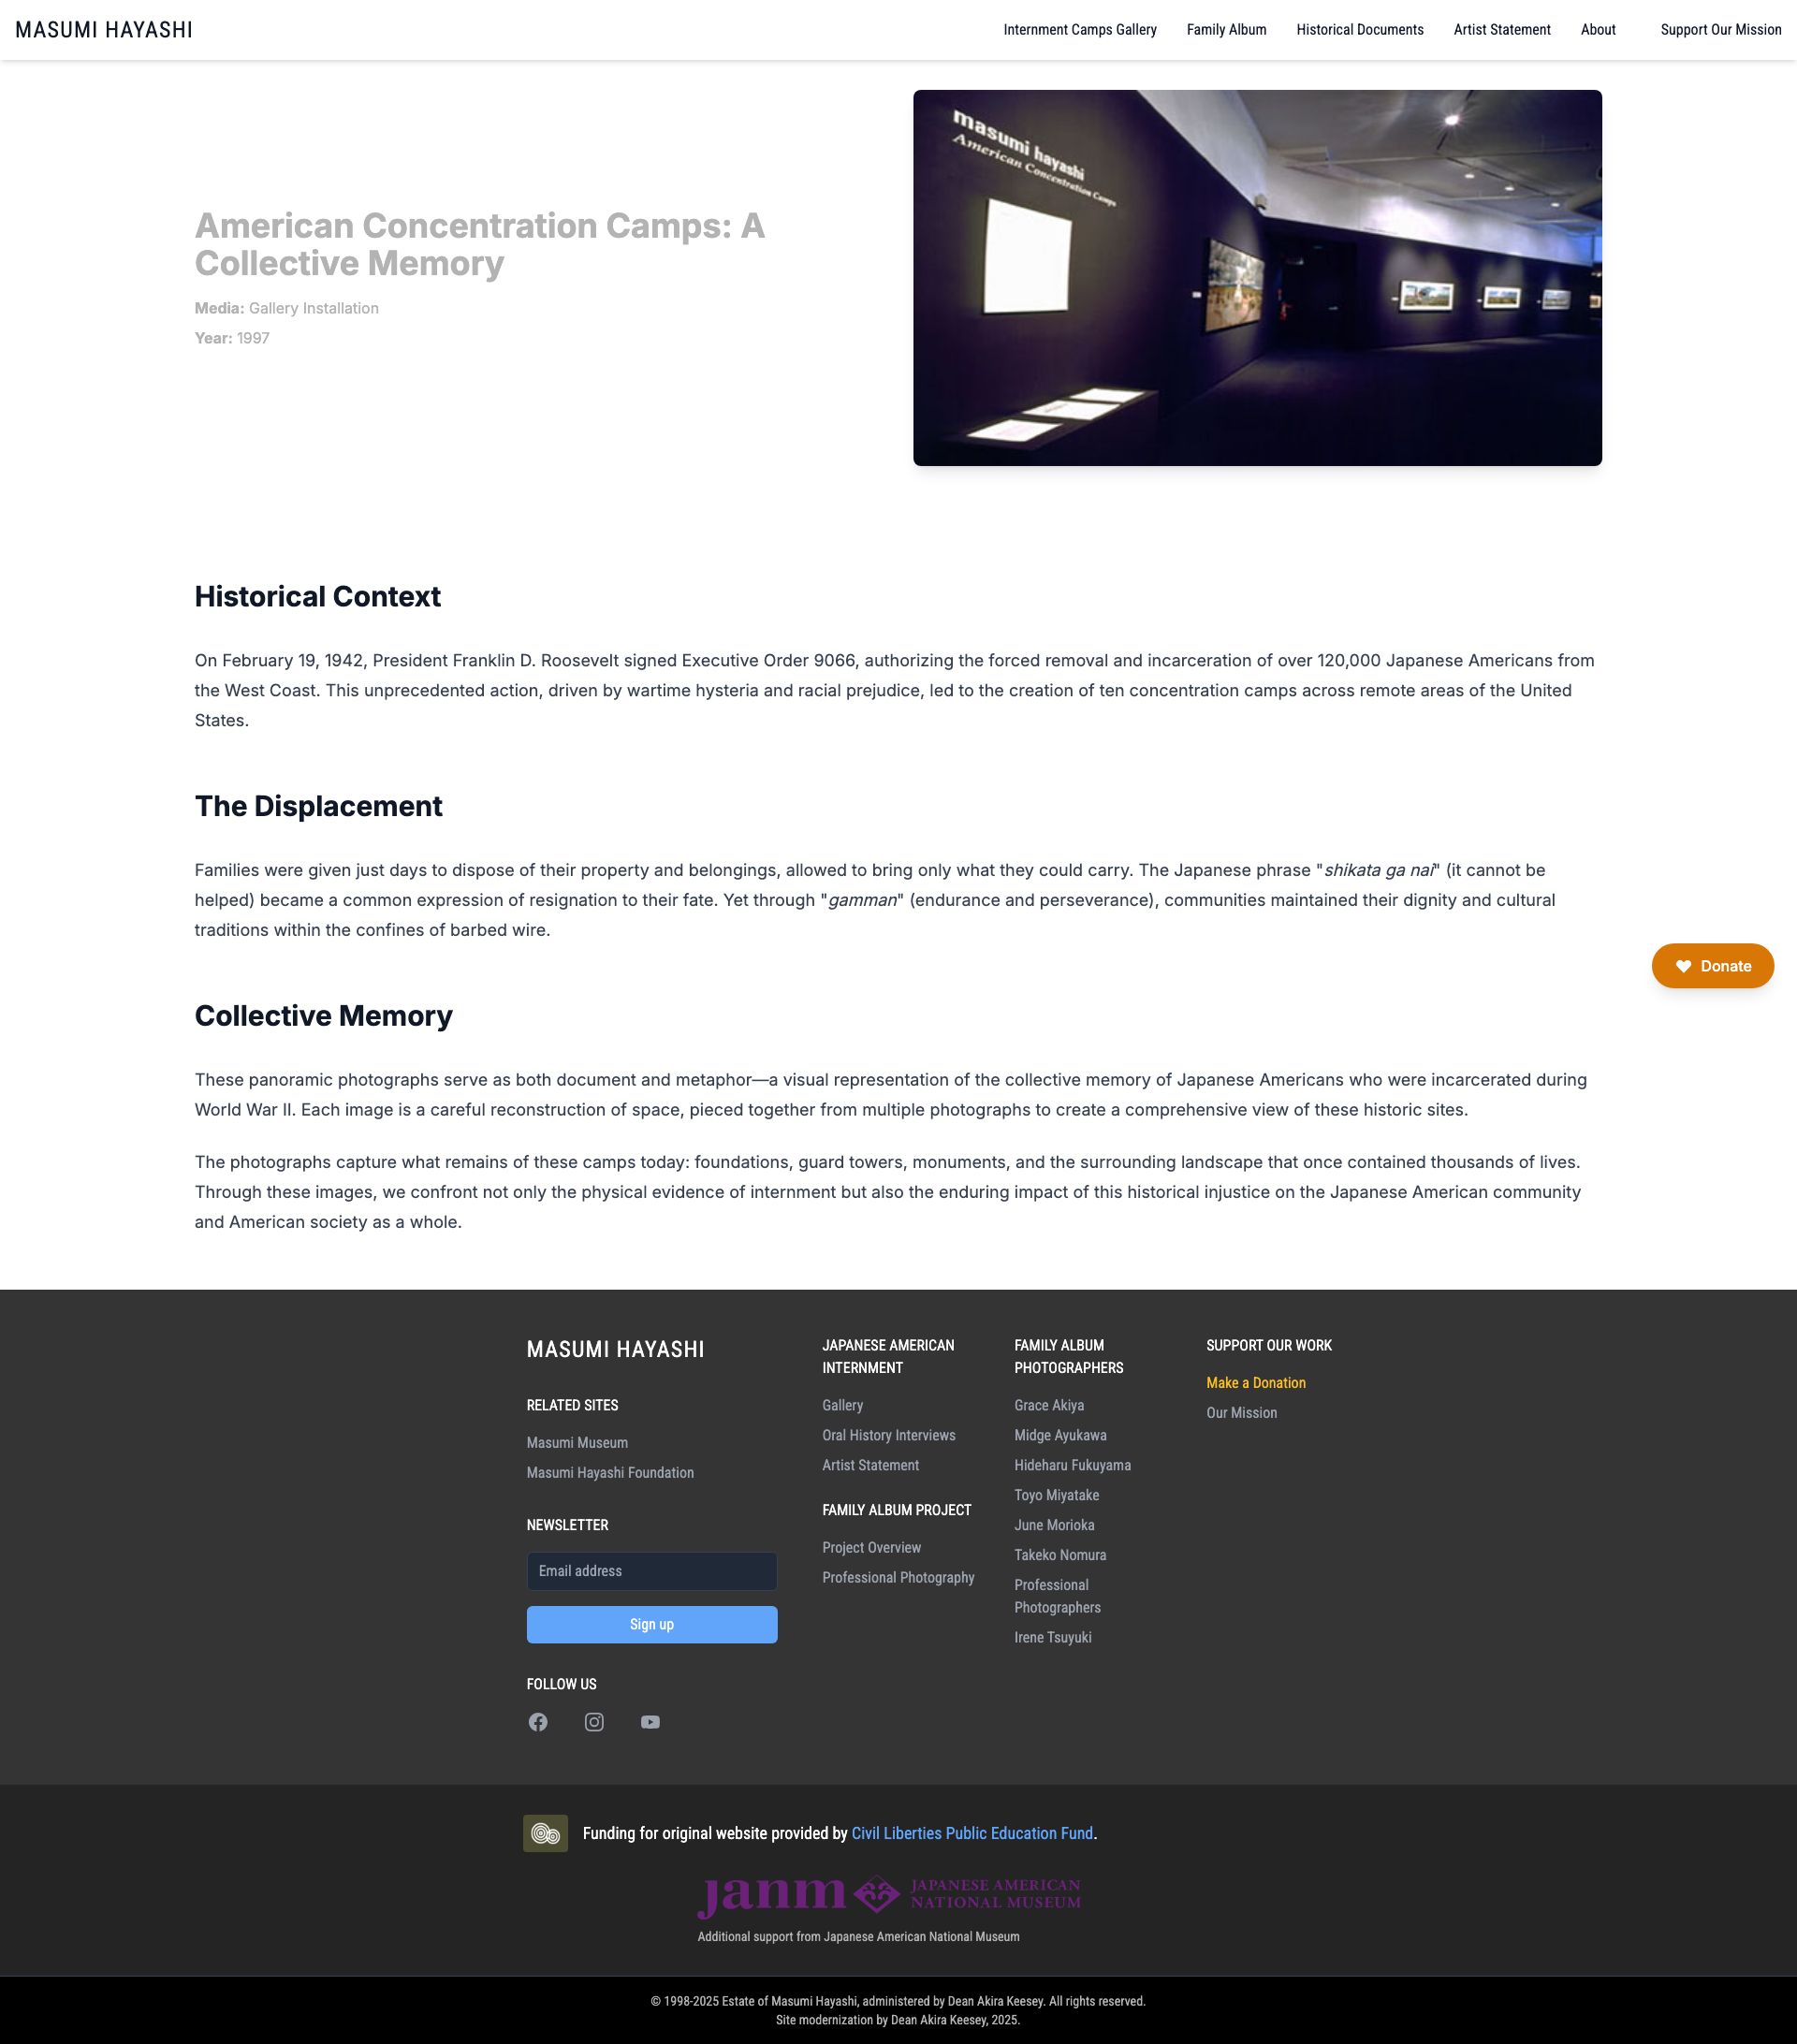 MASUMI HAYASHI
Internment Camps Gallery
Family Album
Historical Documents
Artist Statement
About
Support Our Mission
American Concentration Camps: A
Collective Memory
Media: Gallery Installation
Year: 1997
masumi hayashi
American Concentration Camps
Historical Context
On February 19, 1942, President Franklin D. Roosevelt signed Executive Order 9066, authorizing the forced removal and incarceration of over 120,000 Japanese Americans from
the West Coast. This unprecedented action, driven by wartime hysteria and racial prejudice, led to the creation of ten concentration camps across remote areas of the United
States.
The Displacement
Families were given just days to dispose of their property and belongings, allowed to bring only what they could carry. The Japanese phrase "shikata ga nai" (it cannot be
helped) became a common expression of resignation to their fate. Yet through "gamman" (endurance and perseverance), communities maintained their dignity and cultural
traditions within the confines of barbed wire.
Donate
Collective Memory
These panoramic photographs serve as both document and metaphor—a visual representation of the collective memory of Japanese Americans who were incarcerated during
World War II. Each image is a careful reconstruction of space, pieced together from multiple photographs to create a comprehensive view of these historic sites.
The photographs capture what remains of these camps today: foundations, guard towers, monuments, and the surrounding landscape that once contained thousands of lives.
Through these images, we confront not only the physical evidence of internment but also the enduring impact of this historical injustice on the Japanese American community
and American society as a whole.
MASUMI HAYASHI
RELATED SITES
Masumi Museum
Masumi Hayashi Foundation
NEWSLETTER
Email address
Sign up
FOLLOW US
JAPANESE AMERICAN
INTERNMENT
Gallery
Oral History Interviews
Artist Statement
FAMILY ALBUM PROJECT
Project Overview
Professional Photography
FAMILY ALBUM
PHOTOGRAPHERS
Grace Akiya
Midge Ayukawa
Hideharu Fukuyama
Toyo Miyatake
June Morioka
Takeko Nomura
Professional
Photographers
Irene Tsuyuki
SUPPORT OUR WORK
Make a Donation
Our Mission
Funding for original website provided by Civil Liberties Public Education Fund.
janm JAPANESE AMERICAN
NATIONAL MUSEUM
Additional support from Japanese American National Museum
© 1998-2025 Estate of Masumi Hayashi, administered by Dean Akira Keesey. All rights reserved.
Site modernization by Dean Akira Keesey, 2025.